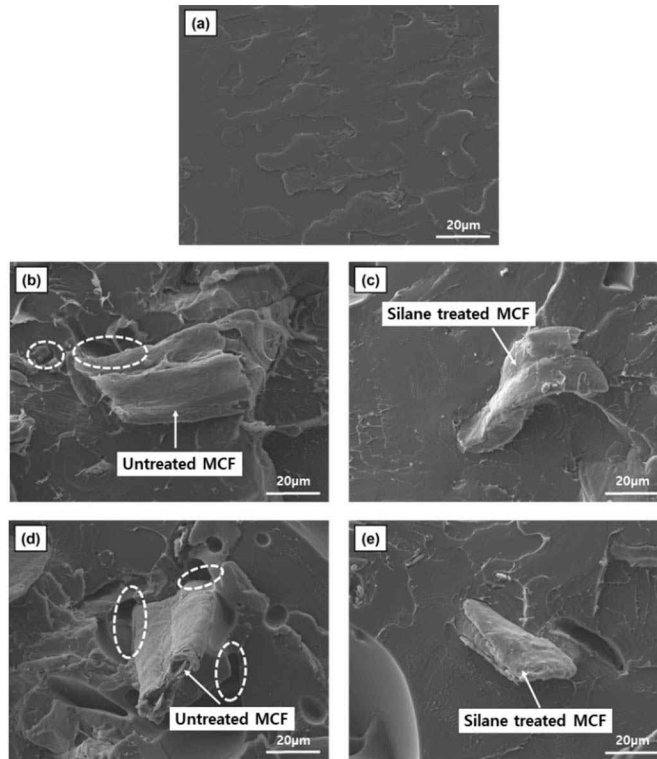 (a)
20μm
(b)
Untreated MCF
20μm
(c)
Silane treated MCF
20μm
(d)
Untreated MCF
20μm
(e)
Silane treated MCF
20μm